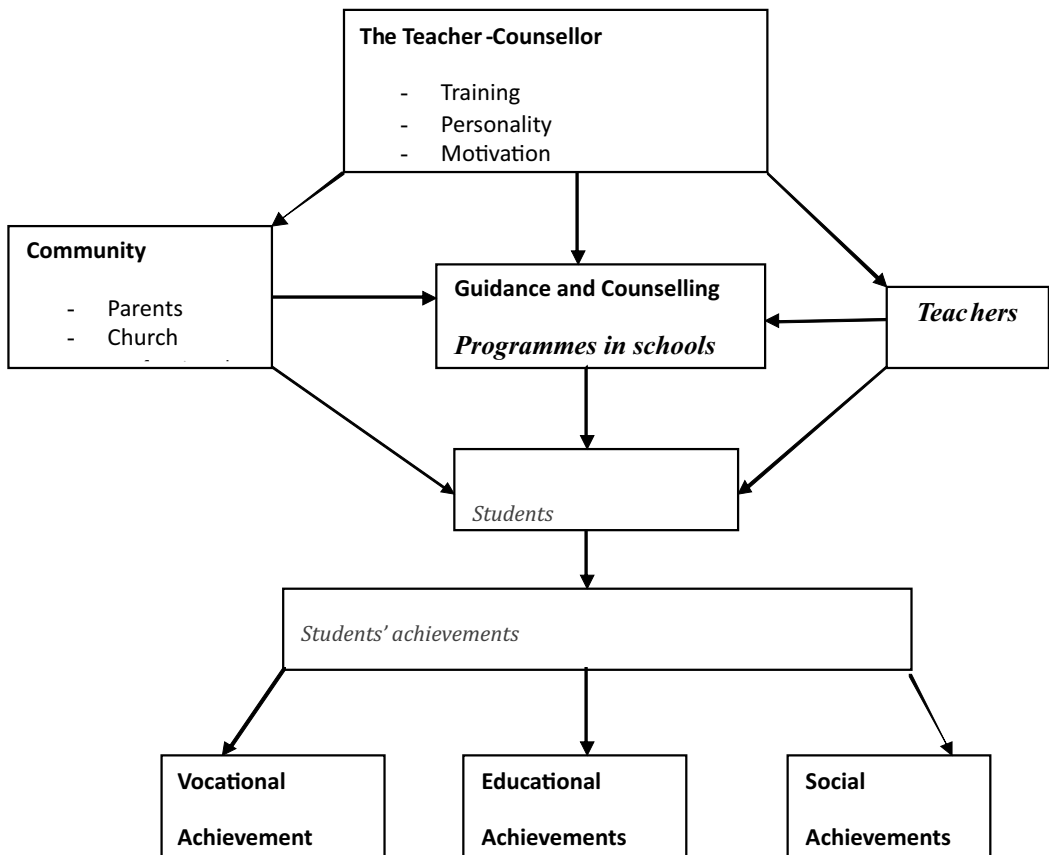 The Teacher-Counsellor
- Training
- Personality
- Motivation
Community
- Parents
- Church
Guidance and Counselling
Programmes in schools
Teachers
Students
Students’ achievements
Vocational
Achievement
Educational
Achievements
Social
Achievements